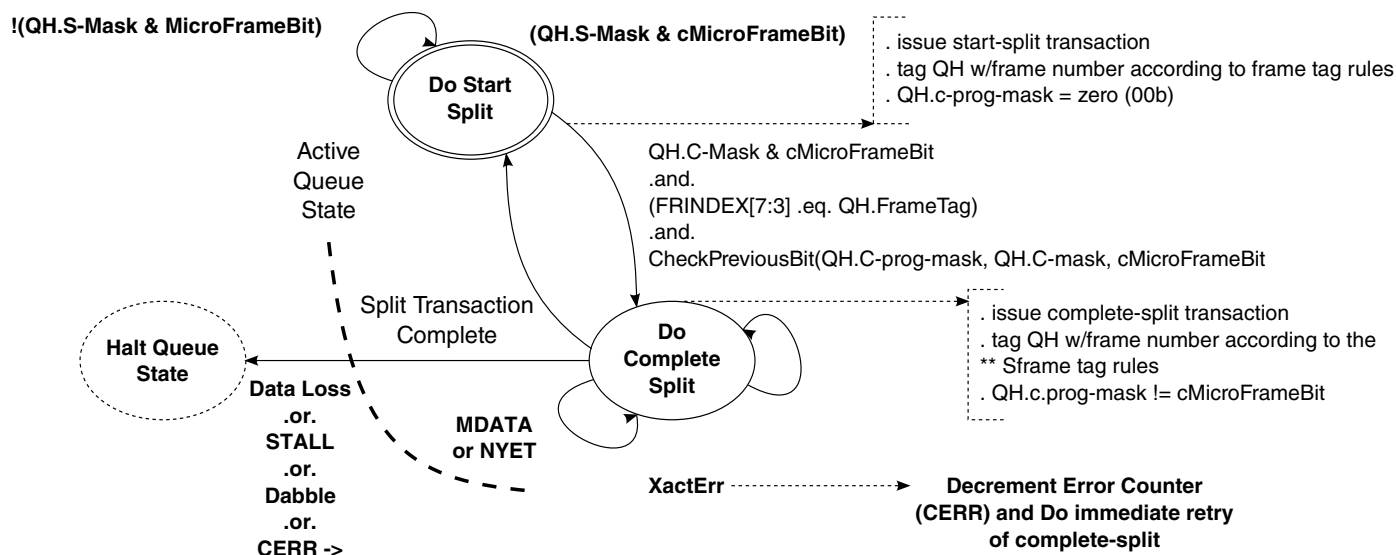 !(QH.S-Mask & MicroFrameBit)
(QH.S-Mask & cMicroFrameBit)
. issue start-split transaction
. tag QH w/frame number according to frame tag rules
. QH.c-prog-mask = zero (00b)
Do Start
Split
QH.C-Mask & cMicroFrameBit
.and.
(FRINDEX[7:3] .eq. QH.FrameTag)
.and.
CheckPreviousBit(QH.C-prog-mask, QH.C-mask, cMicroFrameBit
Active
Queue
State
Split Transaction
Complete
Do
Complete
Split
. issue complete-split transaction
. tag QH w/frame number according to the
** Sframe tag rules
. QH.c.prog-mask != cMicroFrameBit
Halt Queue
State
Data Loss
.or.
STALL
.or.
Dabble
.or.
CERR ->
MDATA
or NYET
XactErr
Decrement Error Counter
(CERR) and Do immediate retry
of complete-split